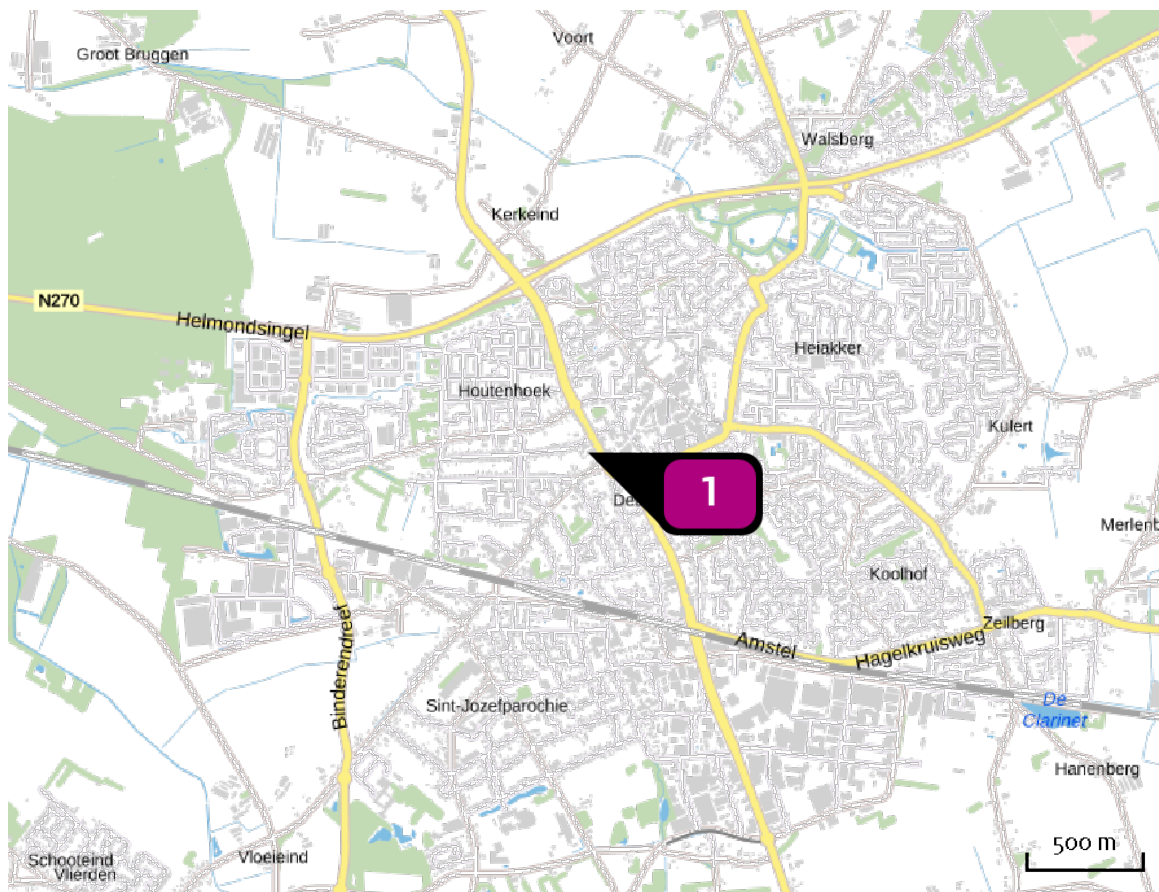 Voort
Groot Bruggen
Walsberg
Kerkeind
N270
Helmondsingel
Heiakker
Houtenhoek
Kulert
1
Merlenb
Koolhof
Zeilberg
Amstel
Hagelkruisweg
Binderendreef
De
Clarinet
Sint-Jozefparochie
Hanenberg
500 m
Vloeieind
Schooteind
Vlierden